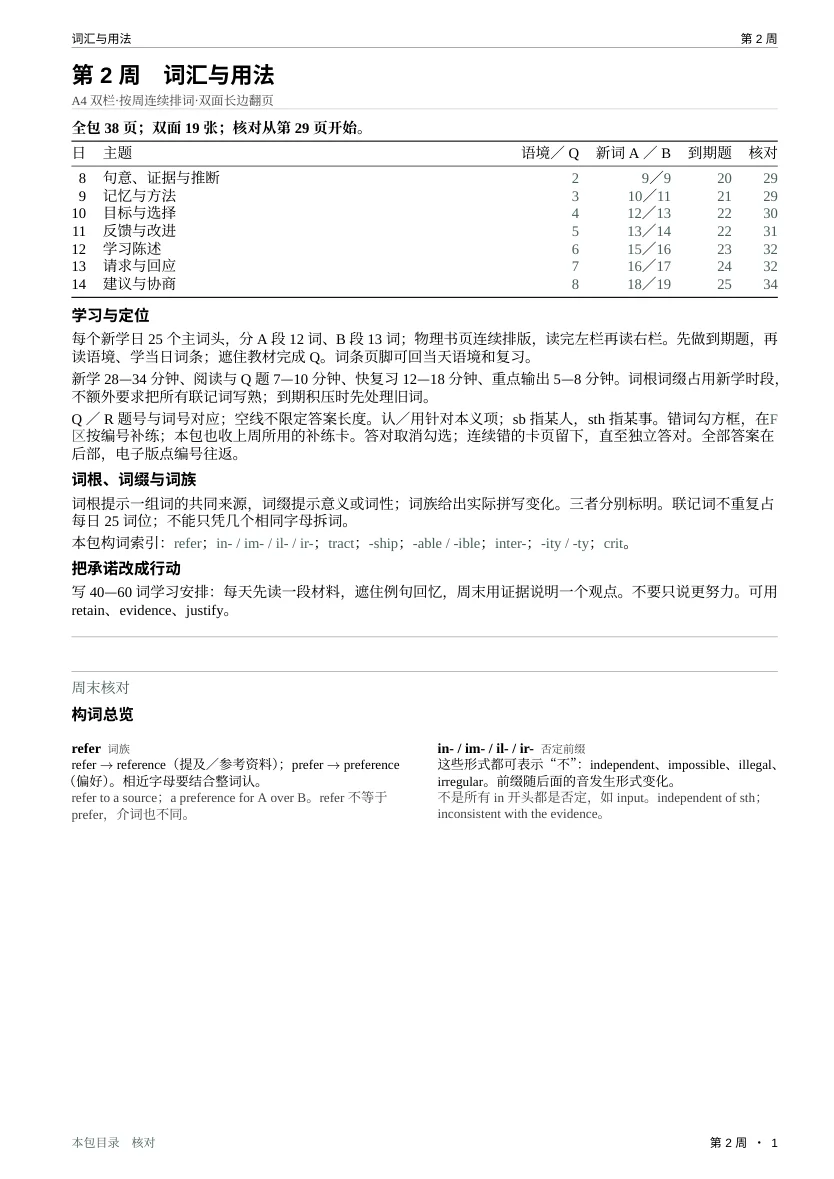 词汇与用法 第 2 周
第 2 周 词汇与用法
A4 双栏·按周连续排词·双面长边翻页
全包 38 页；双面 19 张；核对从第 29 页开始。
日 主题 语境／Q 新词 A／B 到期题 核对
8 句意、证据与推断 2 9／9 20 29
9 记忆与方法 3 10／11 21 29
10 目标与选择 4 12／13 22 30
11 反馈与改进 5 13／14 22 31
12 学习陈述 6 15／16 23 32
13 请求与回应 7 16／17 24 32
14 建议与协商 8 18／19 25 34
学习与定位
每个新学日 25 个主词头，分 A 段 12 词、B 段 13 词；物理书页连续排版，读完左栏再读右栏。先做到期题，再
读语境、学当日词条；遮住教材完成 Q。词条页脚可回当天语境和复习。
新学 28—34 分钟、阅读与 Q 题 7—10 分钟、快复习 12—18 分钟、重点输出 5—8 分钟。词根词缀占用新学时段，
不额外要求把所有联记词写熟；到期积压时先处理旧词。
Q／R 题号与词号对应；空线不限定答案长度。认／用针对本义项；sb 指某人，sth 指某事。错词勾方框，在F
区按编号补练；本包也收上周所用的补练卡。答对取消勾选；连续错的卡页留下，直至独立答对。全部答案在
后部，电子版点编号往返。
词根、词缀与词族
词根提示一组词的共同来源，词缀提示意义或词性；词族给出实际拼写变化。三者分别标明。联记词不重复占
每日 25 词位；不能只凭几个相同字母拆词。
本包构词索引：refer；in- / im- / il- / ir-；tract；-ship；-able / -ible；inter-；-ity / -ty；crit。
把承诺改成行动
写 40—60 词学习安排：每天先读一段材料，遮住例句回忆，周末用证据说明一个观点。不要只说更努力。可用
retain、evidence、justify。
周末核对
构词总览
refer 词族
refer → reference（提及／参考资料）；prefer → preference
（偏好）。相近字母要结合整词认。
refer to a source；a preference for A over B。refer 不等于
prefer，介词也不同。
in- / im- / il- / ir- 否定前缀
这些形式都可表示“不”：independent、impossible、illegal、
irregular。前缀随后面的音发生形式变化。
不是所有 in 开头都是否定，如 input。independent of sth；
inconsistent with the evidence。
本包目录 核对 第 2 周 · 1